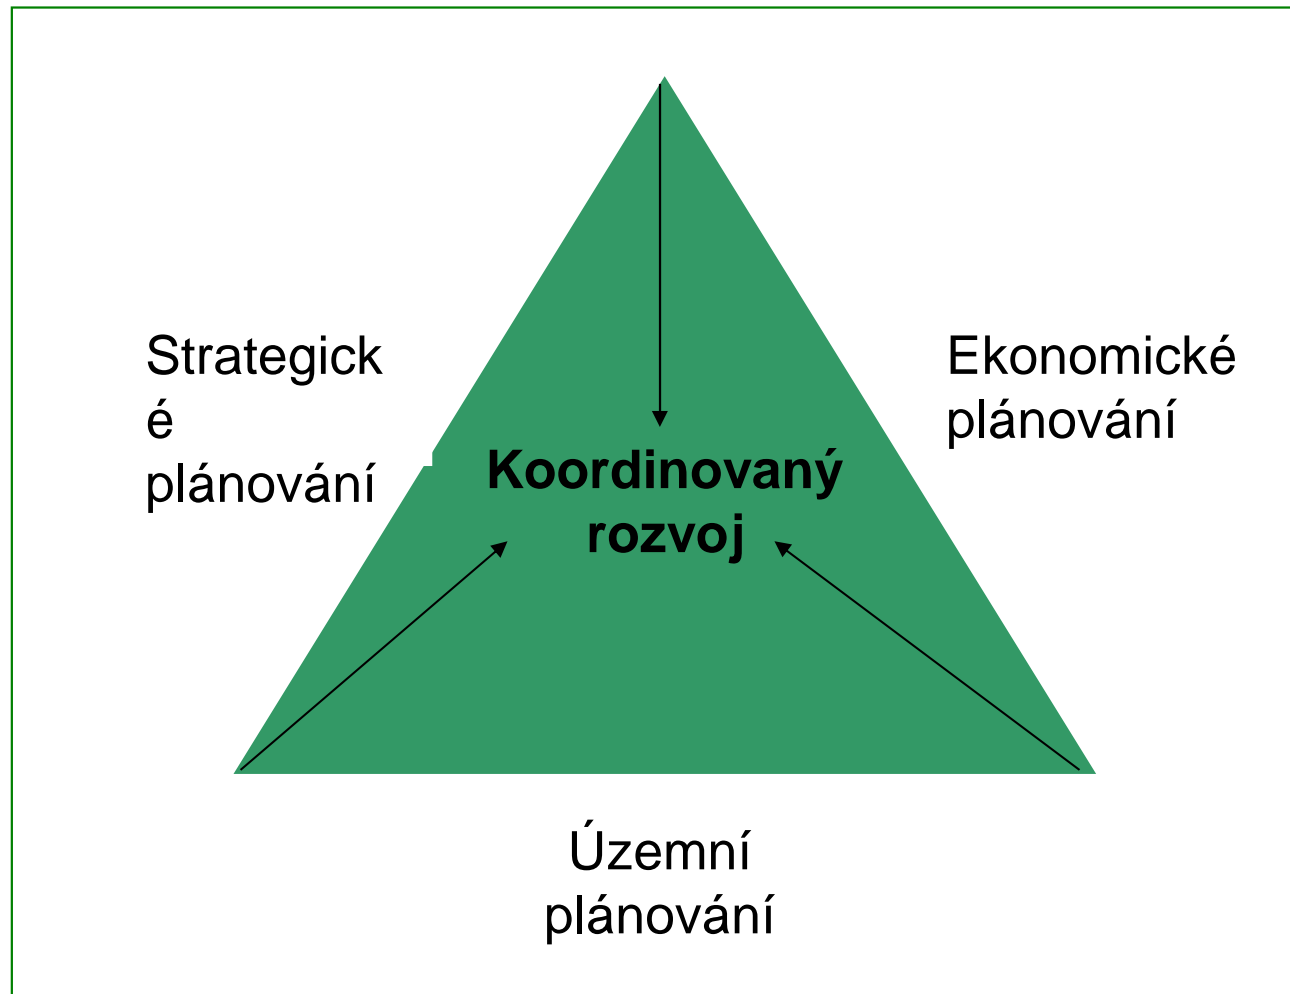 Strategick
é
plánování
Ekonomické
plánování
Koordinovaný
rozvoj
Územní
plánování